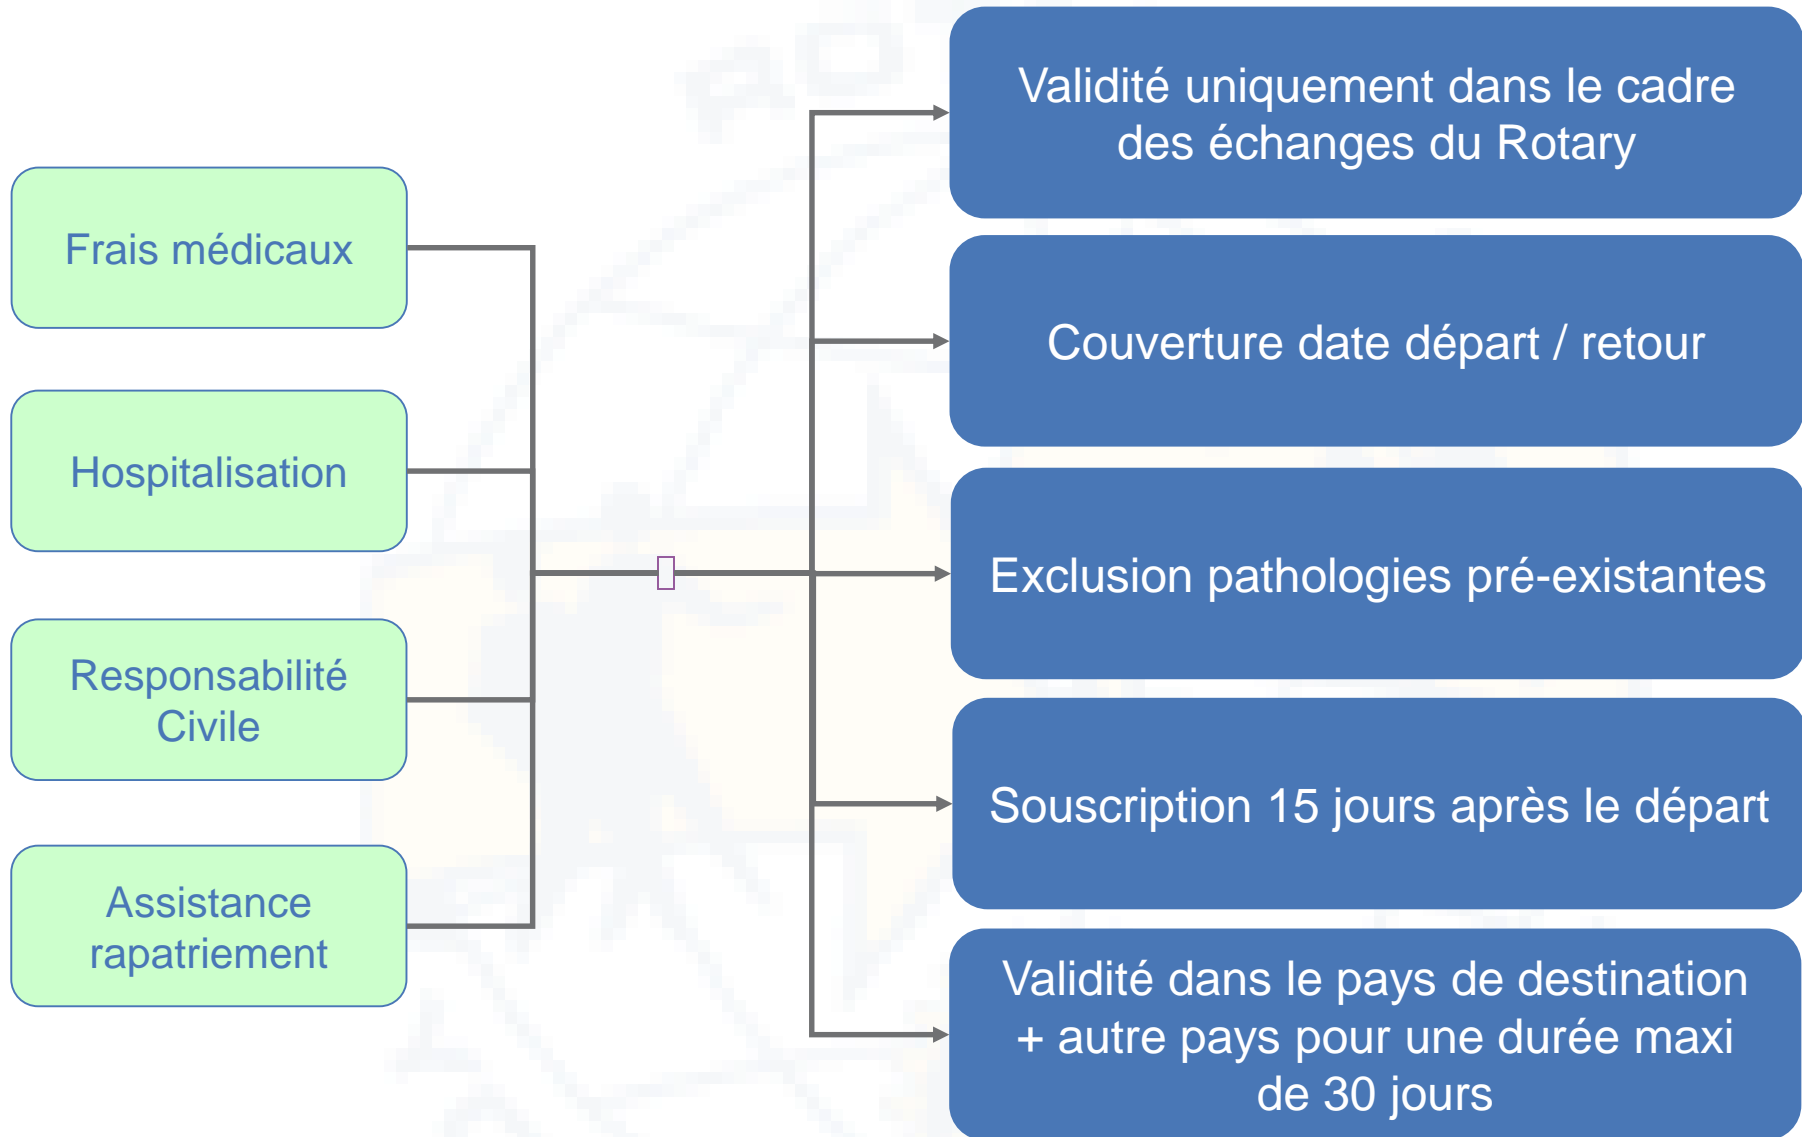 Frais médicaux
Hospitalisation
Responsabilité
Civile
Assistance
rapatriement
Validité uniquement dans le cadre
des échanges du Rotary
Couverture date départ / retour
Exclusion pathologies pré-existantes
Souscription 15 jours après le départ
Validité dans le pays de destination
+ autre pays pour une durée maxi
de 30 jours